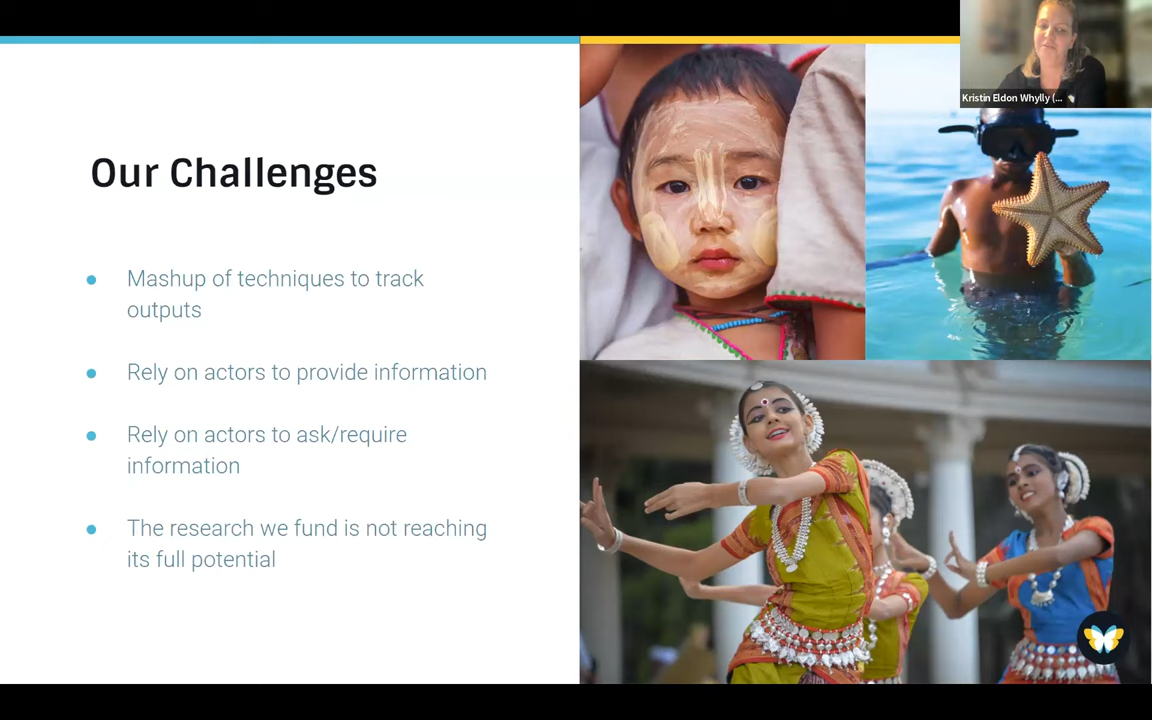 Kristin Eldon Whylly (...
Our Challenges
● Mashup of techniques to track
outputs
● Rely on actors to provide information
● Rely on actors to ask/require
information
● The research we fund is not reaching
its full potential